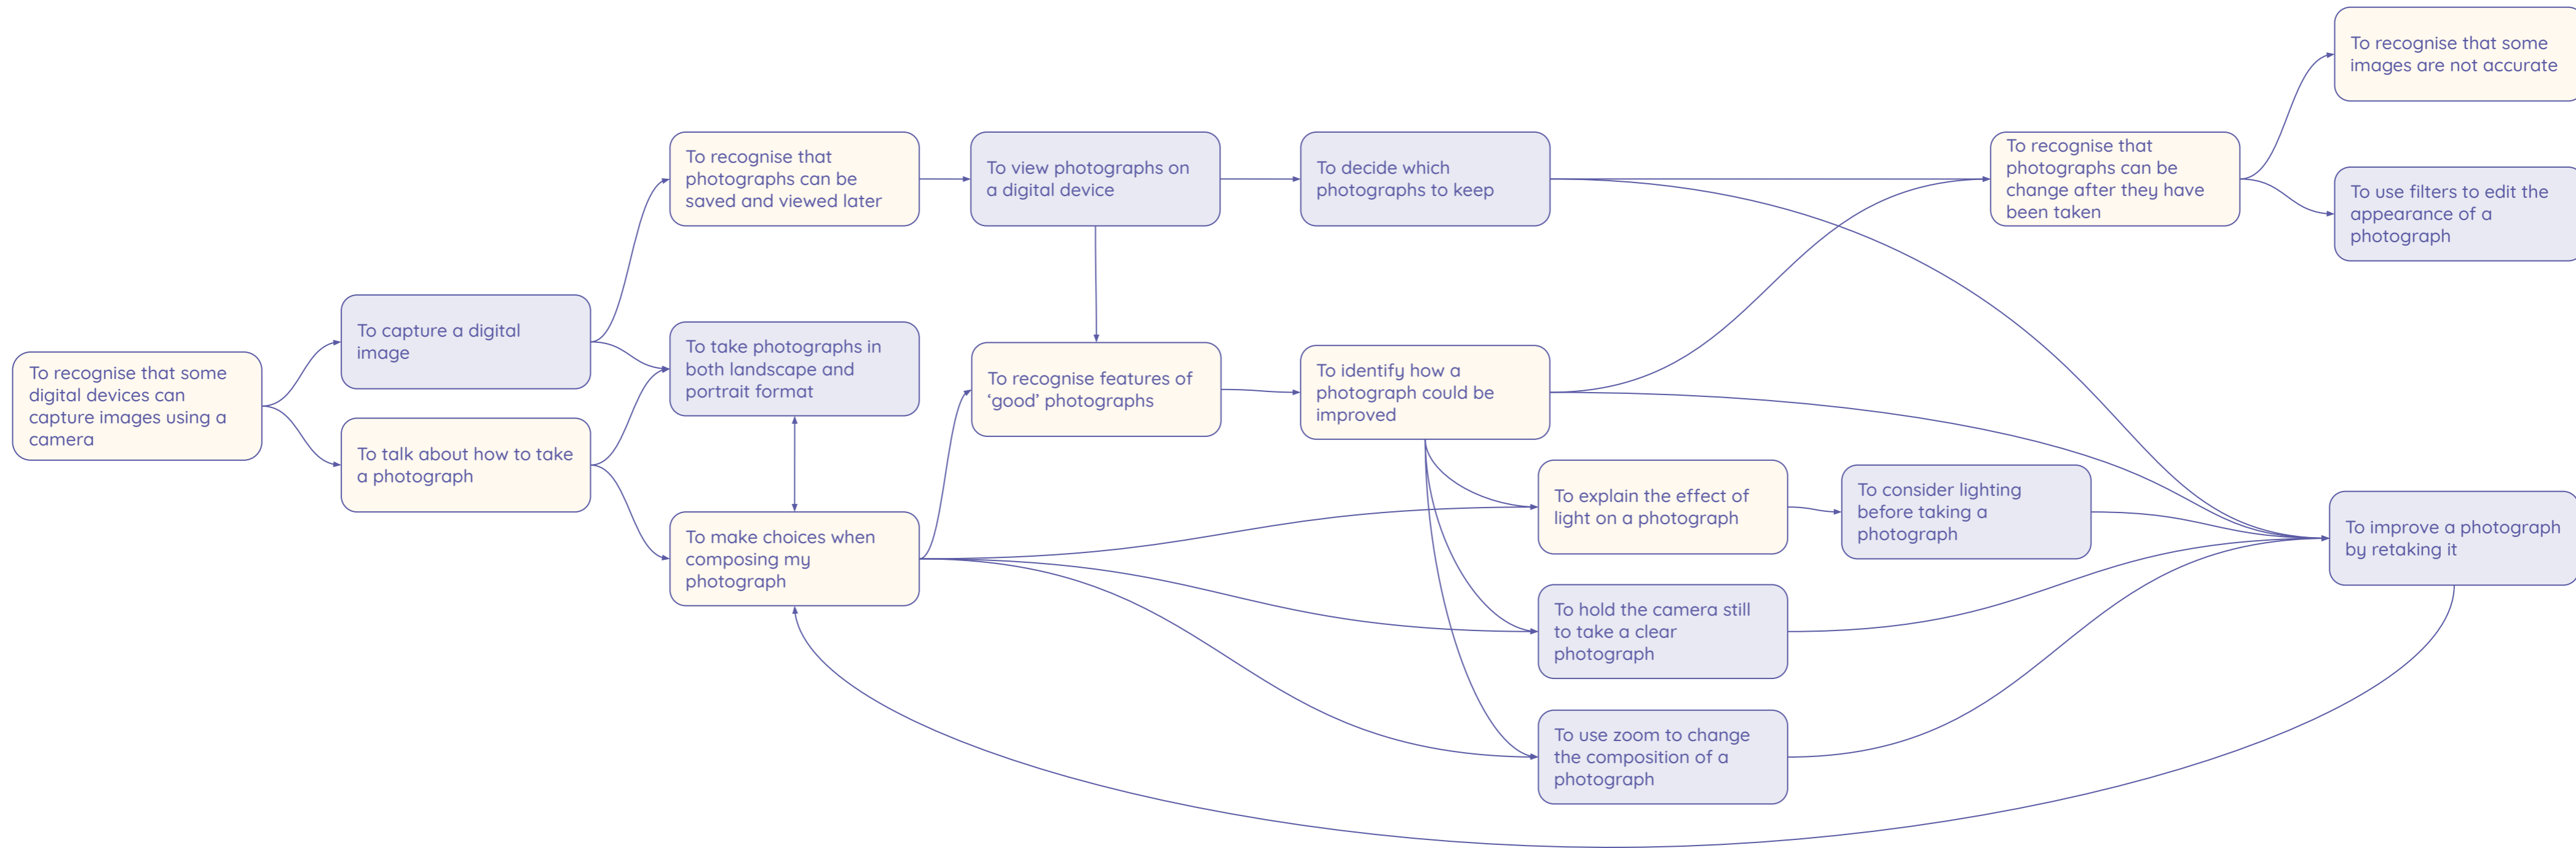 To recognise that some
digital devices can
capture images using a
camera
To capture a digital
image
To talk about how to take
a photograph
To recognise that
photographs can be
saved and viewed later
To take photographs in
both landscape and
portrait format
To make choices when
composing my
photograph
To view photographs on
a digital device
To recognise features of
‘good’ photographs
To decide which
photographs to keep
To identify how a
photograph could be
improved
To explain the effect of
light on a photograph
To hold the camera still
to take a clear
photograph
To use zoom to change
the composition of a
photograph
To consider lighting
before taking a
photograph
To recognise that
photographs can be
change after they have
been taken
To recognise that some
images are not accurate
To use filters to edit the
appearance of a
photograph
To improve a photograph
by retaking it